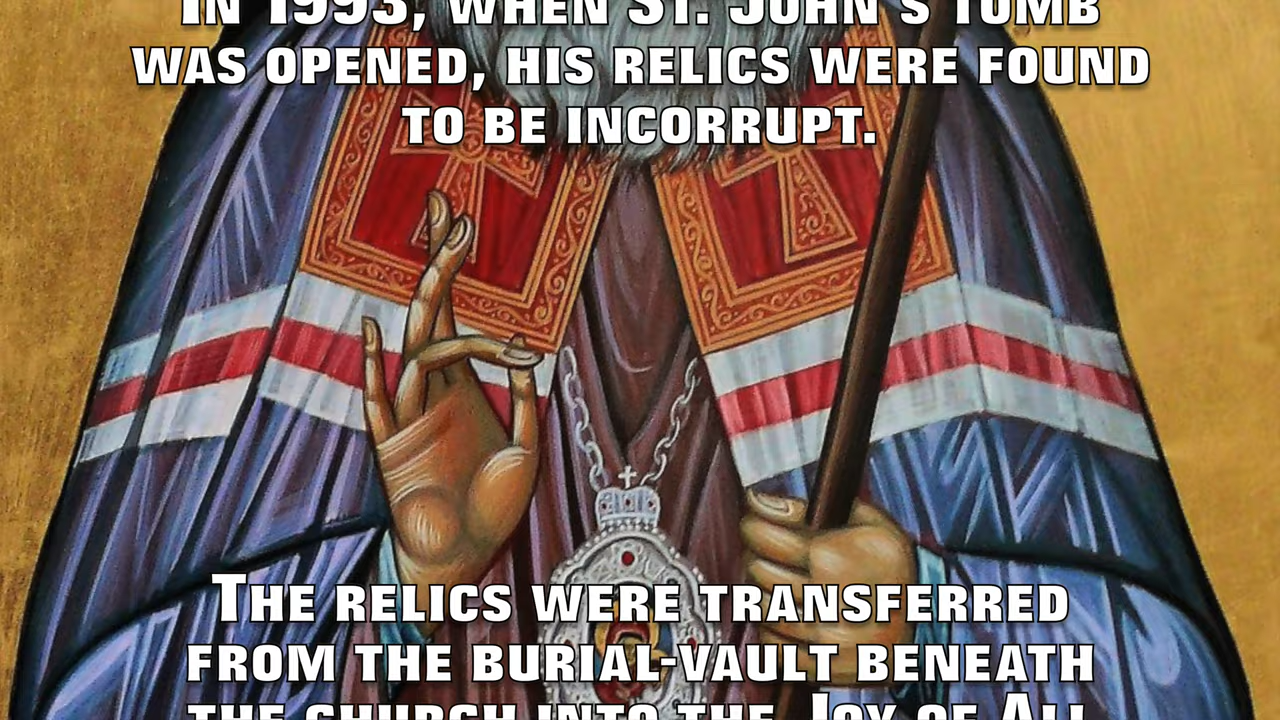 In 1993, when St. John's tomb
was opened, his relics were found
to be incorrupt.
The relics were transferred
from the burial-vault beneath
the church into the Joy of All